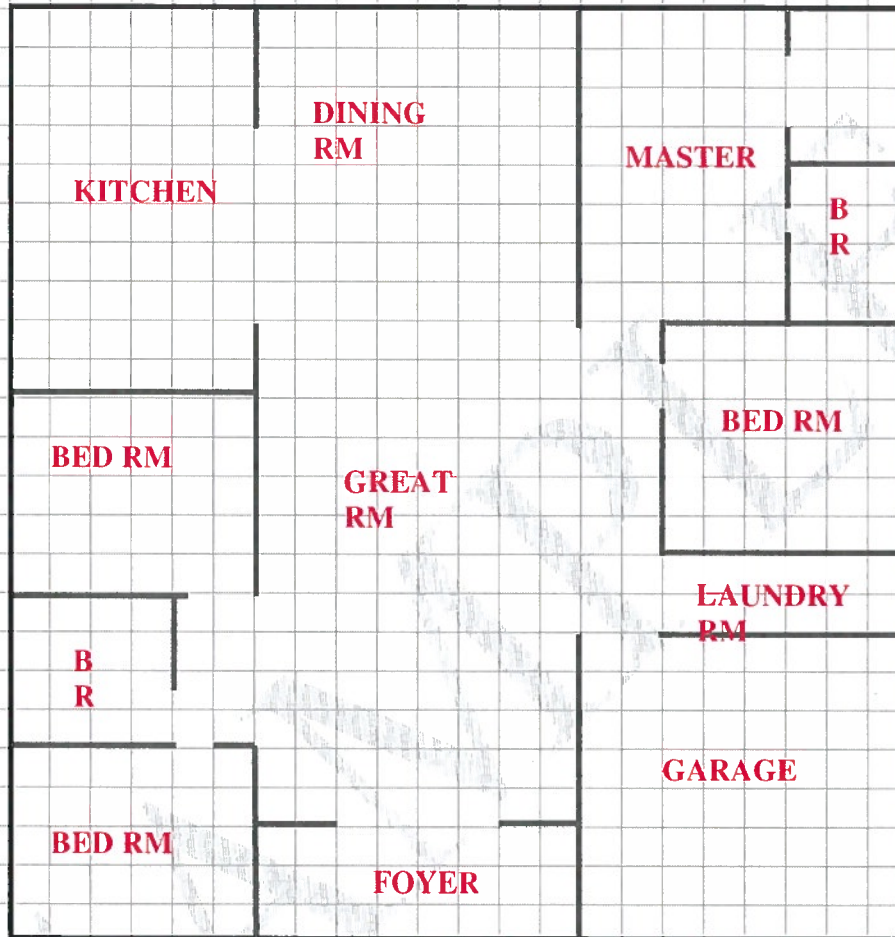 DINING
RM
MASTER
KITCHEN
B
R
BED RM
BED RM
GREAT
RM
LAUNDRY
RM
B
R
GARAGE
BED RM
FOYER